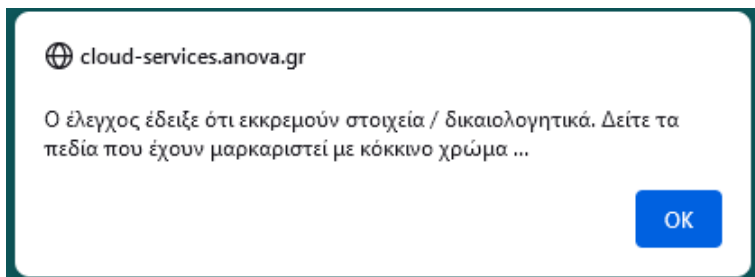 cloud-services.anova.gr
Ο έλεγχος έδειξε ότι εκκρεμούν στοιχεία / δικαιολογητικά. Δείτε τα
πεδία που έχουν μαρκαριστεί με κόκκινο χρώμα ...
OK